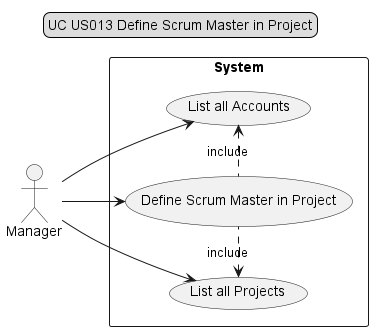 UC US013 Define Scrum Master in Project
System
List all Accounts
include
Define Scrum Master in Project
Manager
include
List all Projects